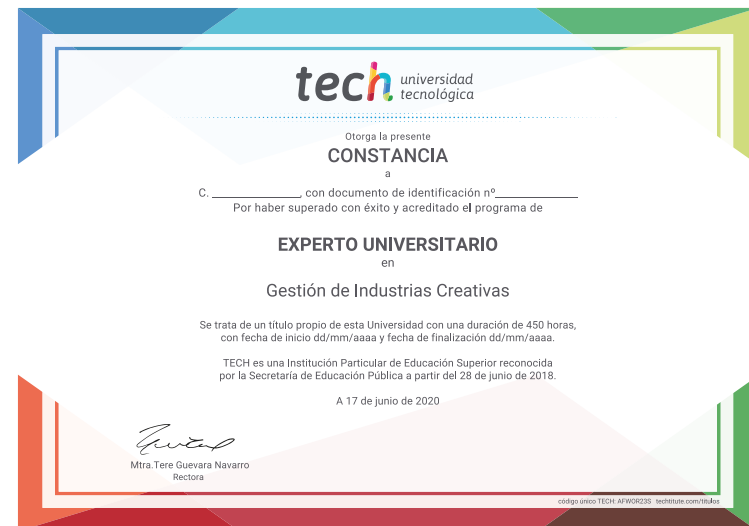 tech universidad
tecnológica
Otorga la presente
CONSTANCIA
a
C. ______________, con documento de identificación nº______________
Por haber superado con éxito y acreditado el programa de
EXPERTO UNIVERSITARIO
en
Gestión de Industrias Creativas
Se trata de un título propio de esta Universidad con una duración de 450 horas,
con fecha de inicio dd/mm/aaaa y fecha de finalización dd/mm/aaaa.
TECH es una Institución Particular de Educación Superior reconocida
por la Secretaría de Educación Pública a partir del 28 de junio de 2018.
A 17 de junio de 2020
Mtra.Tere Guevara Navarro
Rectora
código único TECH: AFWOR23S techtitute.com/titulos